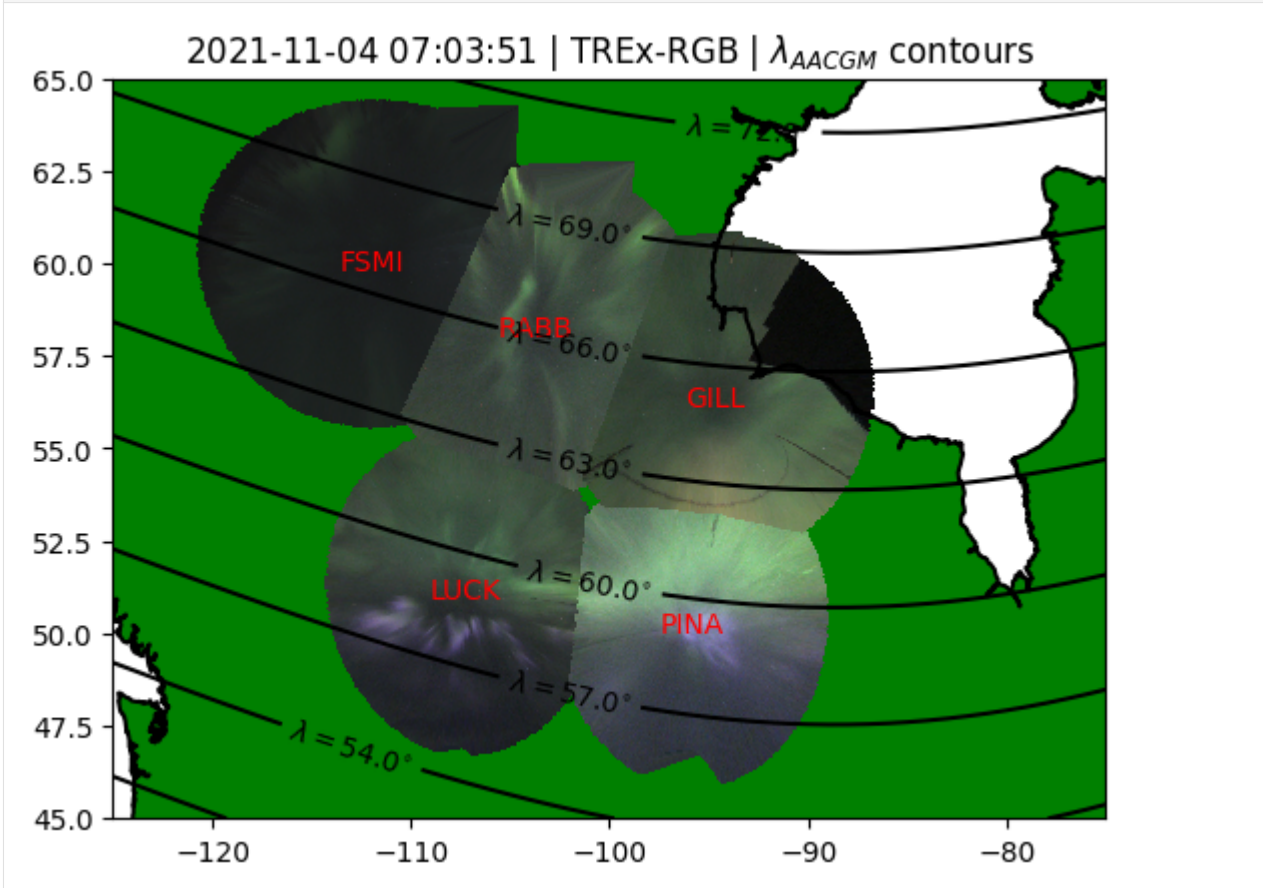 2021-11-04 07:03:51 | TREx-RGB | λAACGM contours
65.0
62.5
60.0
57.5
55.0
52.5
50.0
47.5
45.0
λ = 72.
λ = 69.0°
FSMI
RABB
λ = 66.0°
GILL
λ = 63.0°
λ = 60.0°
LUCK
PINA
λ = 57.0°
λ = 54.0°
−120
−110
−100
−90
−80